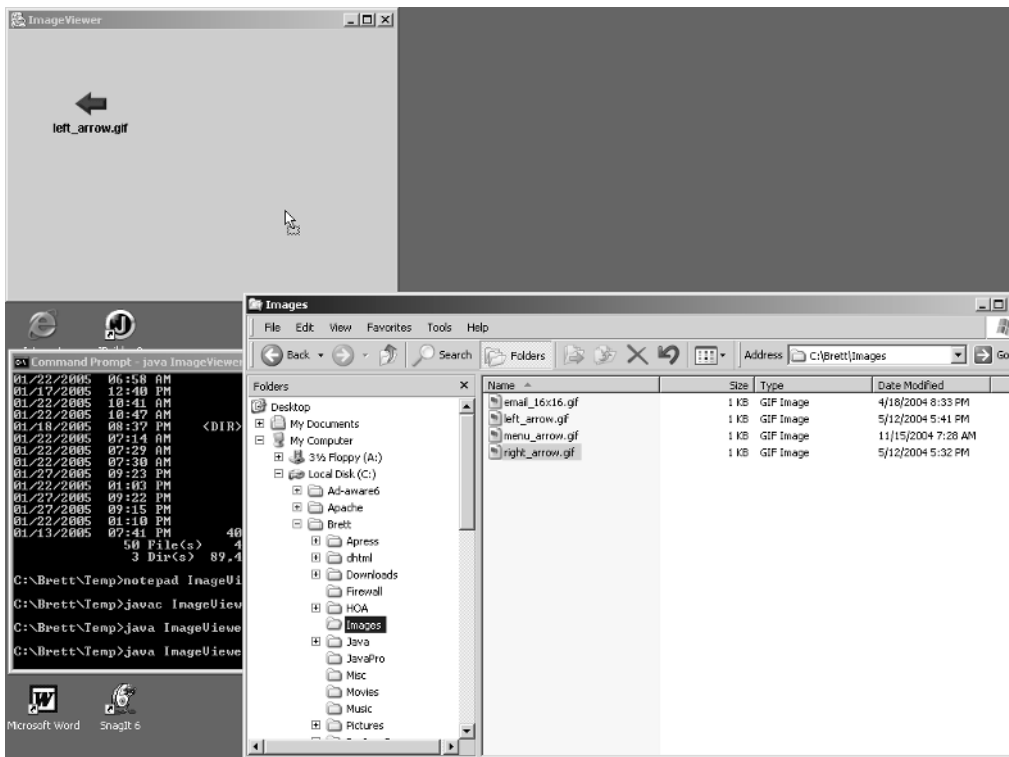 ImageViewer
left_arrow.gif
Command Prompt - java ImageViewer
01/22/2005 06:58 AM
01/17/2005 12:40 PM
01/22/2005 10:41 AM
01/22/2005 10:47 AM
01/18/2005 08:37 PM <DIR>
01/22/2005 07:14 AM
01/22/2005 07:29 AM
01/22/2005 07:30 AM
01/27/2005 09:23 PM
01/22/2005 01:03 PM
01/27/2005 09:22 PM
01/27/2005 09:15 PM
01/22/2005 01:10 PM
01/13/2005 07:41 PM 40
50 File(s) 4
3 Dir(s) 89,4
C:\Brett\Temp>notepad ImageVi
C:\Brett\Temp>javac ImageView
C:\Brett\Temp>java ImageViewe
C:\Brett\Temp>java ImageViewe
Microsoft Word
SnagIt 6
Images
File Edit View Favorites Tools Help
Back Search Folders Address C:\Brett\Images Go
Folders
Desktop
My Documents
My Computer
3½ Floppy (A:)
Local Disk (C:)
Ad-aware6
Apache
Brett
Apress
dhtml
Downloads
Firewall
HOA
Images
Java
JavaPro
Misc
Movies
Music
Pictures
Name Size Type Date Modified
email_16x16.gif 1 KB GIF Image 4/18/2004 8:33 PM
left_arrow.gif 1 KB GIF Image 5/12/2004 5:41 PM
menu_arrow.gif 1 KB GIF Image 11/15/2004 7:28 AM
right_arrow.gif 1 KB GIF Image 5/12/2004 5:32 PM